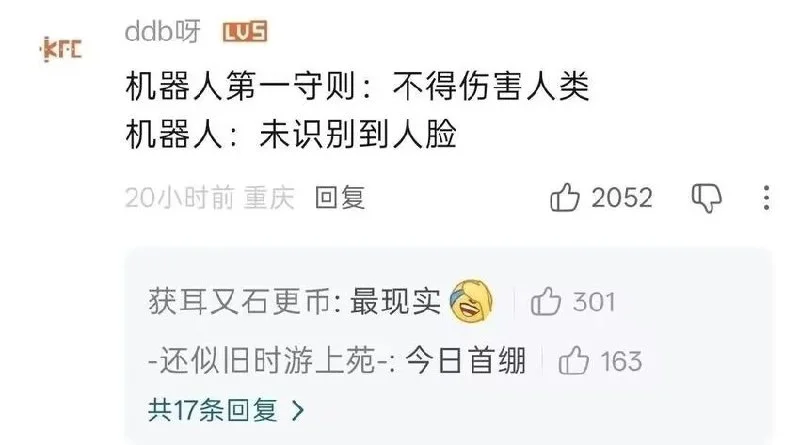 KFC
ddb呀 LV5
机器人第一守则：不得伤害人类
机器人：未识别到人脸
20小时前 重庆 回复 2052
获耳又石更币: 最现实 301
-还似旧时游上苑-: 今日首绷 163
共17条回复 >